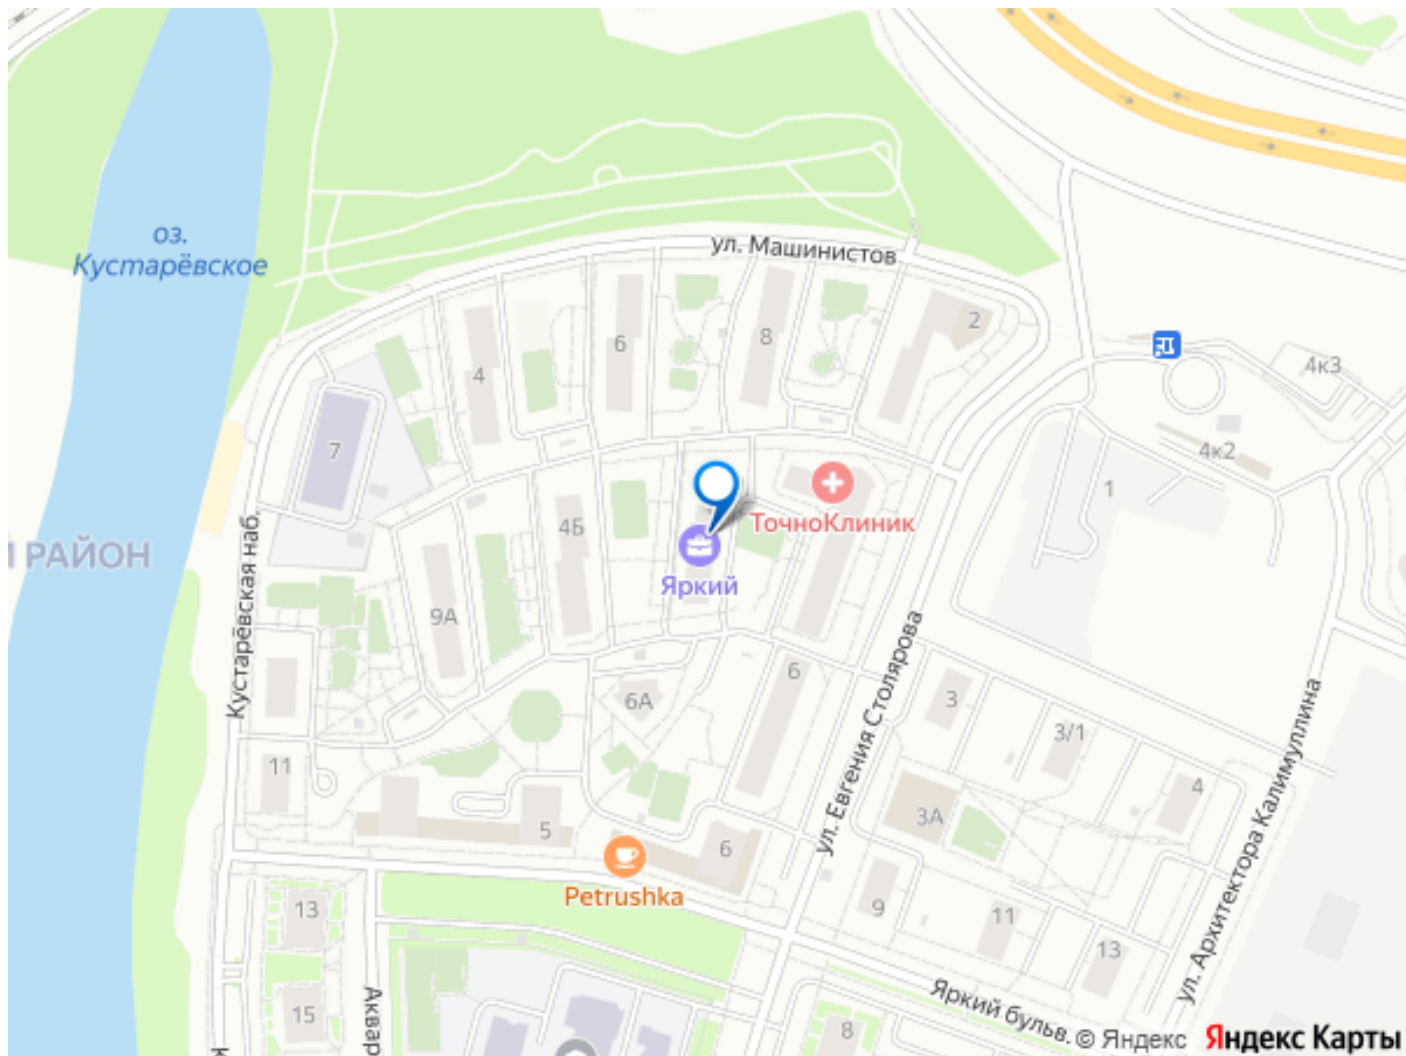 оз.
Кустарёвское
ул. Машинистов
2
6
8
4
4к3
7
4к2
1
ТочноКлиник
4Б
Й РАЙОН
Яркий
9А
Кустарёвская наб.
ул. Евгения Столярова
6
3
6А
3/1
11
4
ул. Архитектора Калимуллина
3А
5
6
Petrushka
13
9
11
13
15
Аквар
8
Яркий бульв.
© Яндекс
Яндекс Карты